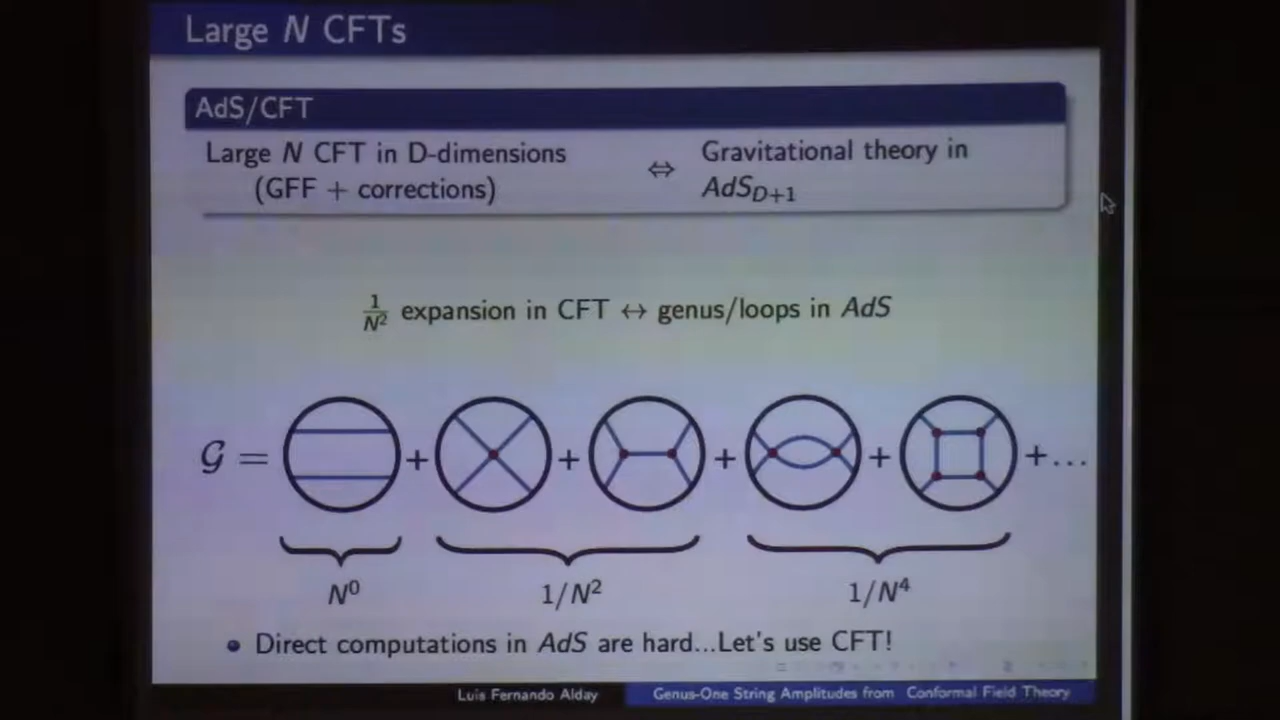 Large N CFTs
AdS/CFT
Large N CFT in D-dimensions
(GFF + corrections)
⇔
Gravitational theory in
AdS_{D+1}
1/N² expansion in CFT ↔ genus/loops in AdS
𝒢 = + + + + +...
N⁰ 1/N² 1/N⁴
• Direct computations in AdS are hard...Let's use CFT!
Luis Fernando Alday Genus-One String Amplitudes from Conformal Field Theory